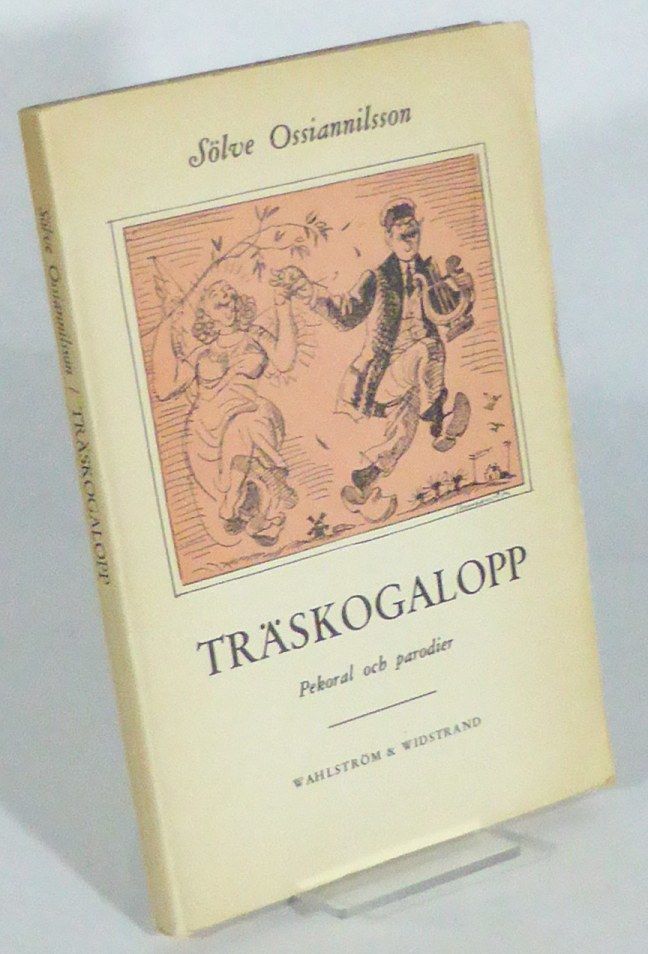 Sölve Ossiannilsson
TRÄSKOGALOPP
Pekoral och parodier
WAHLSTRÖM & WIDSTRAND
Sölve Ossiannilsson / TRÄSKOGALOPP